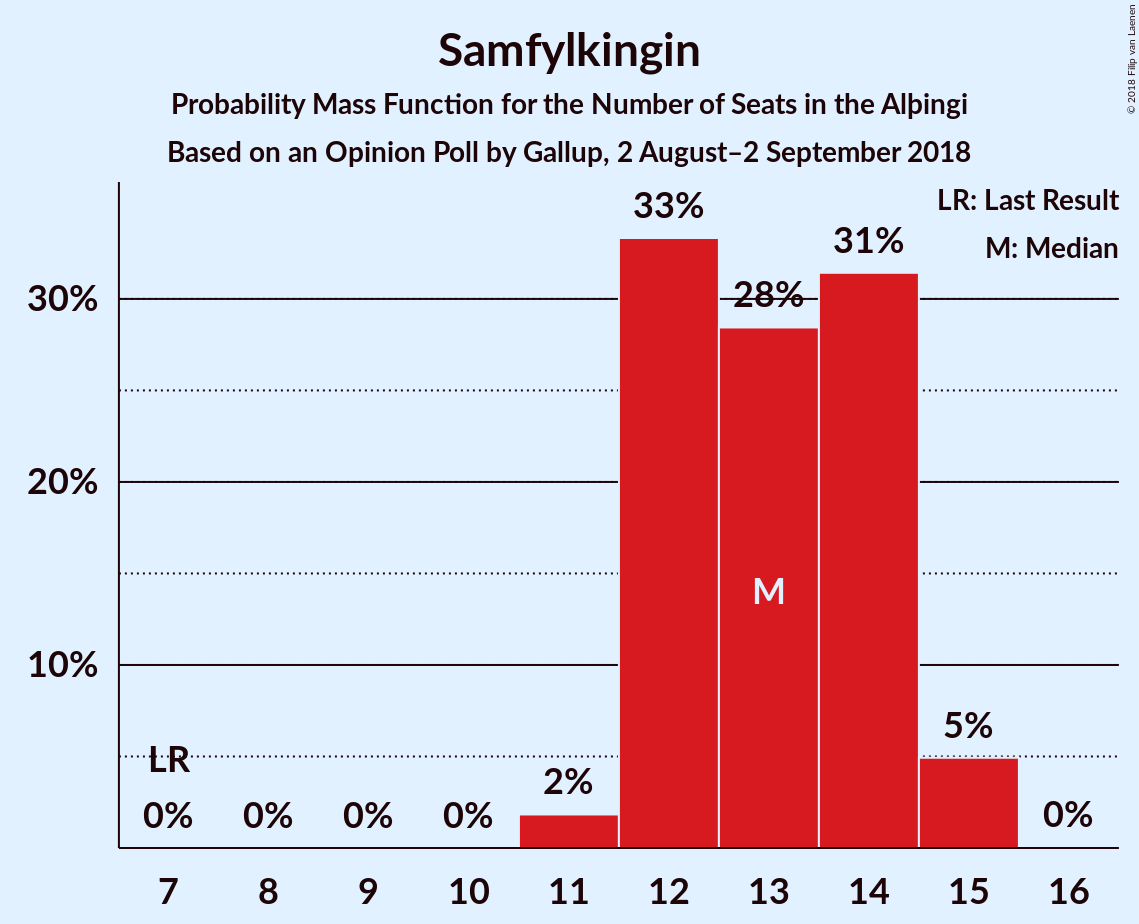 Samfylkingin
Probability Mass Function for the Number of Seats in the Alþingi
Based on an Opinion Poll by Gallup, 2 August–2 September 2018
© 2018 Filip van Laenen
LR: Last Result
M: Median
30%
20%
10%
LR
0%
0%
0%
0%
2%
33%
28%
31%
5%
0%
M
7
8
9
10
11
12
13
14
15
16